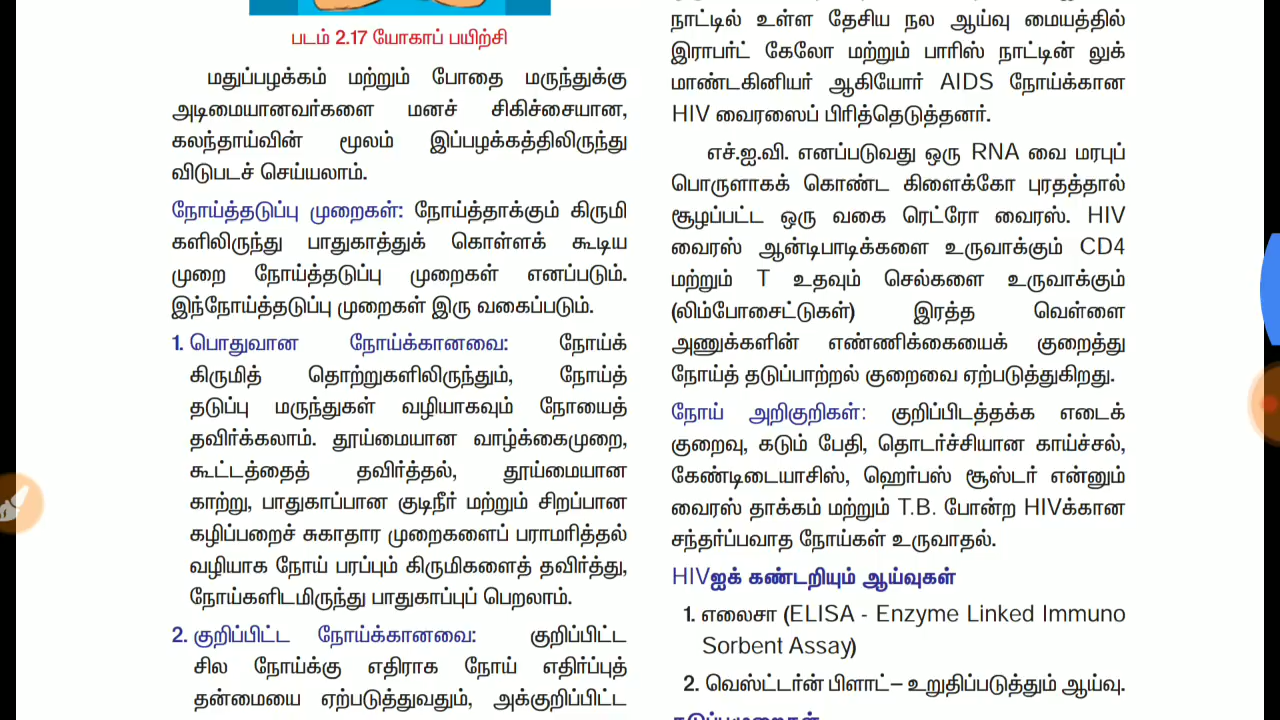 படம் 2.17 யோகாப் பயிற்சி
மதுப்பழக்கம் மற்றும் போதை மருந்துக்கு
அடிமையானவர்களை மனச் சிகிச்சையான,
கலந்தாய்வின் மூலம் இப்பழக்கத்திலிருந்து
விடுபடச் செய்யலாம்.
நோய்த்தடுப்பு முறைகள்: நோய்த்தாக்கும் கிருமி
களிலிருந்து பாதுகாத்துக் கொள்ளக் கூடிய
முறை நோய்த்தடுப்பு முறைகள் எனப்படும்.
இந்நோய்த்தடுப்பு முறைகள் இரு வகைப்படும்.
1. பொதுவான நோய்க்கானவை: நோய்க்
கிருமித் தொற்றுகளிலிருந்தும், நோய்த்
தடுப்பு மருந்துகள் வழியாகவும் நோயைத்
தவிர்க்கலாம். தூய்மையான வாழ்க்கைமுறை,
கூட்டத்தைத் தவிர்த்தல், தூய்மையான
காற்று, பாதுகாப்பான குடிநீர் மற்றும் சிறப்பான
கழிப்பறைச் சுகாதார முறைகளைப் பராமரித்தல்
வழியாக நோய் பரப்பும் கிருமிகளைத் தவிர்த்து,
நோய்களிடமிருந்து பாதுகாப்புப் பெறலாம்.
2. குறிப்பிட்ட நோய்க்கானவை: குறிப்பிட்ட
சில நோய்க்கு எதிராக நோய் எதிர்ப்புத்
தன்மையை ஏற்படுத்துவதும், அக்குறிப்பிட்ட
நாட்டில் உள்ள தேசிய நல ஆய்வு மையத்தில்
இராபர்ட் கேலோ மற்றும் பாரிஸ் நாட்டின் லுக்
மாண்டகினியர் ஆகியோர் AIDS நோய்க்கான
HIV வைரஸைப் பிரித்தெடுத்தனர்.
எச்.ஐ.வி. எனப்படுவது ஒரு RNA வை மரபுப்
பொருளாகக் கொண்ட கிளைக்கோ புரதத்தால்
சூழப்பட்ட ஒரு வகை ரெட்ரோ வைரஸ். HIV
வைரஸ் ஆன்டிபாடிக்களை உருவாக்கும் CD4
மற்றும் T உதவும் செல்களை உருவாக்கும்
(லிம்போசைட்டுகள்) இரத்த வெள்ளை
அணுக்களின் எண்ணிக்கையைக் குறைத்து
நோய்த் தடுப்பாற்றல் குறைவை ஏற்படுத்துகிறது.
நோய் அறிகுறிகள்: குறிப்பிடத்தக்க எடைக்
குறைவு, கடும் பேதி, தொடர்ச்சியான காய்ச்சல்,
கேண்டிடையாசிஸ், ஹெர்பஸ் சூஸ்டர் என்னும்
வைரஸ் தாக்கம் மற்றும் T.B. போன்ற HIVக்கான
சந்தர்ப்பவாத நோய்கள் உருவாதல்.
HIVஐக் கண்டறியும் ஆய்வுகள்
1. எலைசா (ELISA - Enzyme Linked Immuno
Sorbent Assay)
2. வெஸ்ட்டர்ன் பிளாட்– உறுதிப்படுத்தும் ஆய்வு.